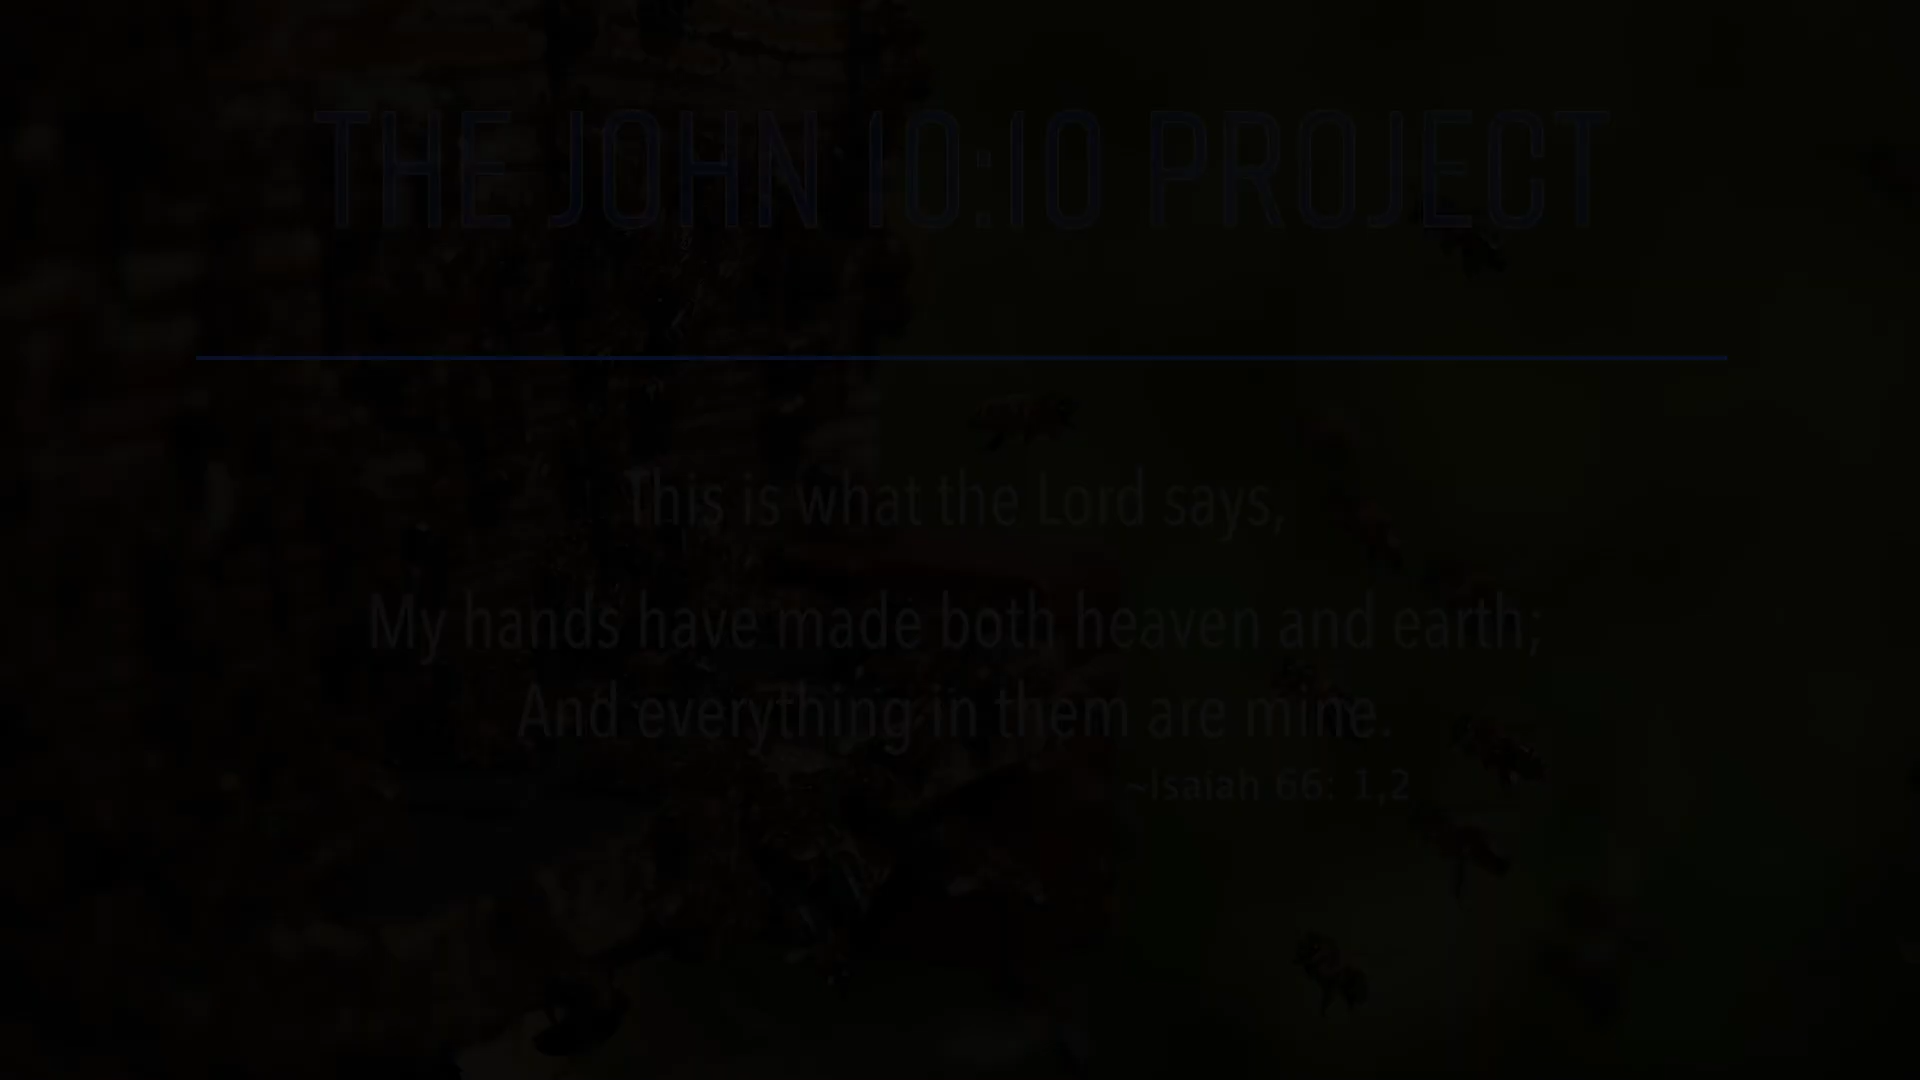 THE JOHN 10:10 PROJECT
This is what the Lord says,
My hands have made both heaven and earth;
And everything in them are mine.
~Isaiah 66: 1,2